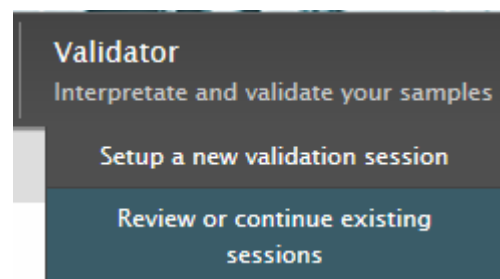 Validator
Interpretate and validate your samples
Setup a new validation session
Review or continue existing
sessions